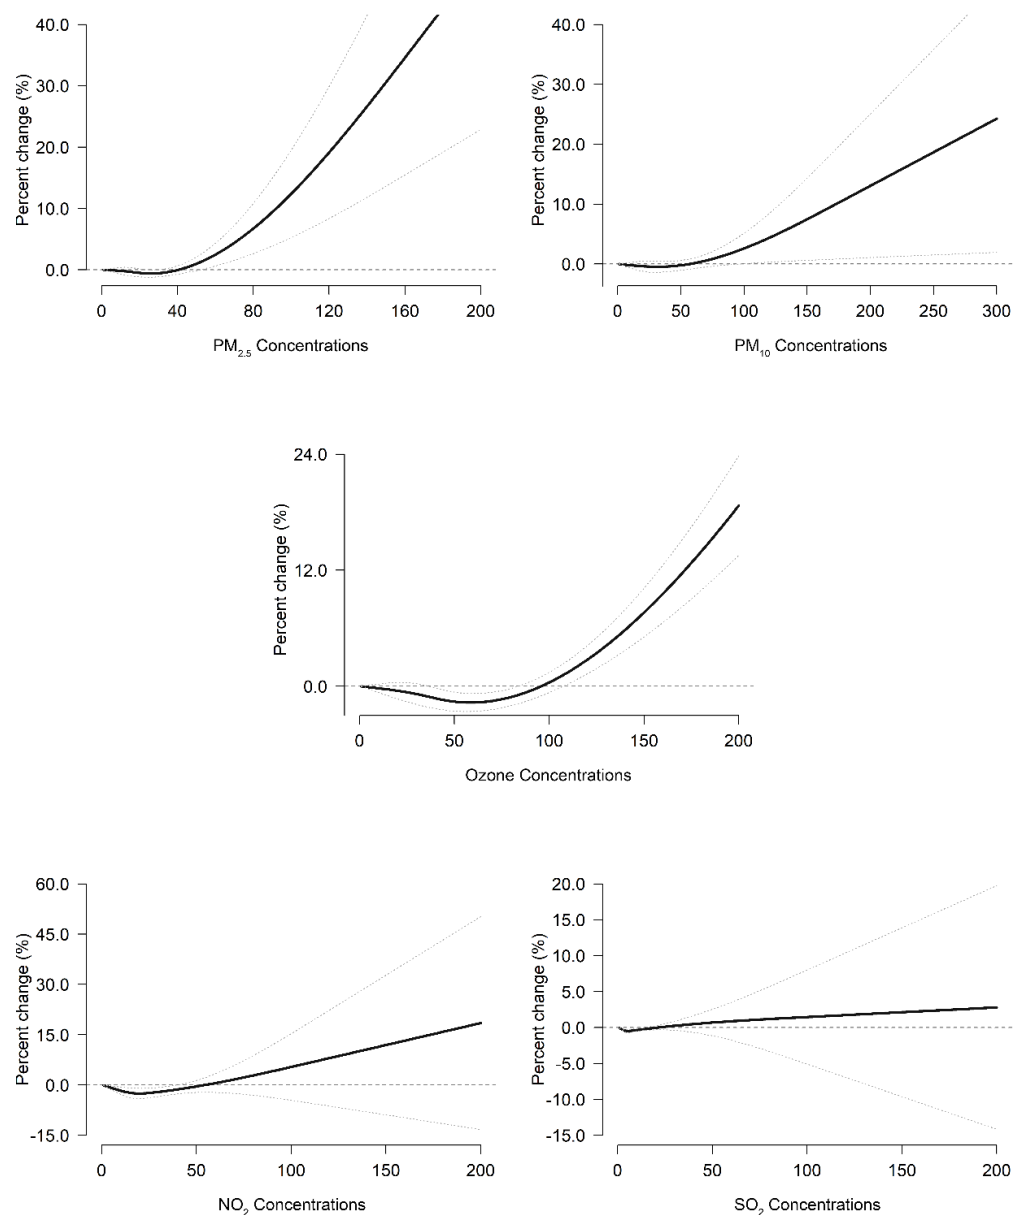 40.0
30.0
20.0
10.0
0.0
Percent change (%)
0 40 80 120 160 200
PM2.5 Concentrations
40.0
30.0
20.0
10.0
0.0
Percent change (%)
0 50 100 150 200 250 300
PM10 Concentrations
24.0
12.0
0.0
Percent change (%)
0 50 100 150 200
Ozone Concentrations
60.0
45.0
30.0
15.0
0.0
-15.0
Percent change (%)
0 50 100 150 200
NO2 Concentrations
20.0
15.0
10.0
5.0
0.0
-5.0
-10.0
-15.0
Percent change (%)
0 50 100 150 200
SO2 Concentrations